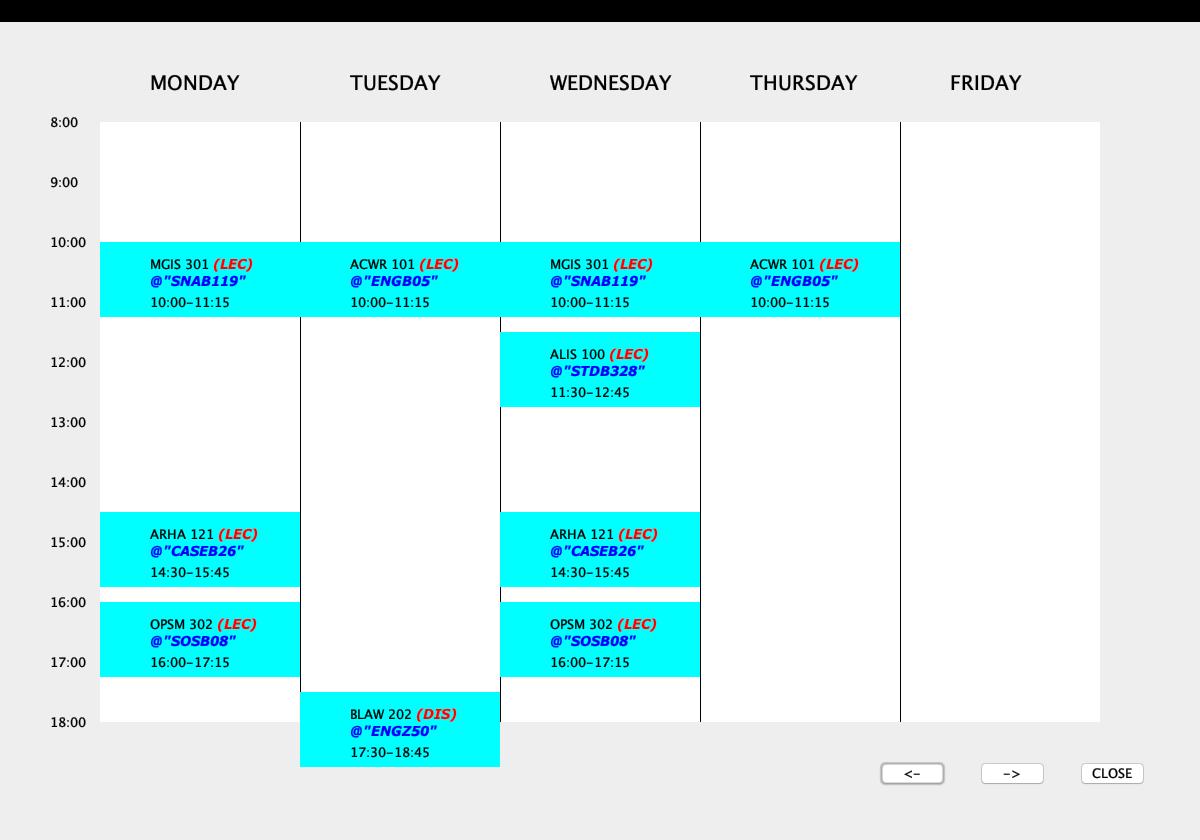 MONDAY TUESDAY WEDNESDAY THURSDAY FRIDAY
8:00
9:00
10:00
MGIS 301 (LEC) ACWR 101 (LEC) MGIS 301 (LEC) ACWR 101 (LEC)
@"SNAB119" @"ENGB05" @"SNAB119" @"ENGB05"
11:00 10:00-11:15 10:00-11:15 10:00-11:15 10:00-11:15
ALIS 100 (LEC)
12:00
@"STDB328"
11:30-12:45
13:00
14:00
ARHA 121 (LEC) ARHA 121 (LEC)
15:00
@"CASEB26" @"CASEB26"
14:30-15:45 14:30-15:45
16:00
OPSM 302 (LEC) OPSM 302 (LEC)
@"SOSB08" @"SOSB08"
17:00 16:00-17:15 16:00-17:15
BLAW 202 (DIS)
18:00
@"ENGZ50"
17:30-18:45
<- -> CLOSE